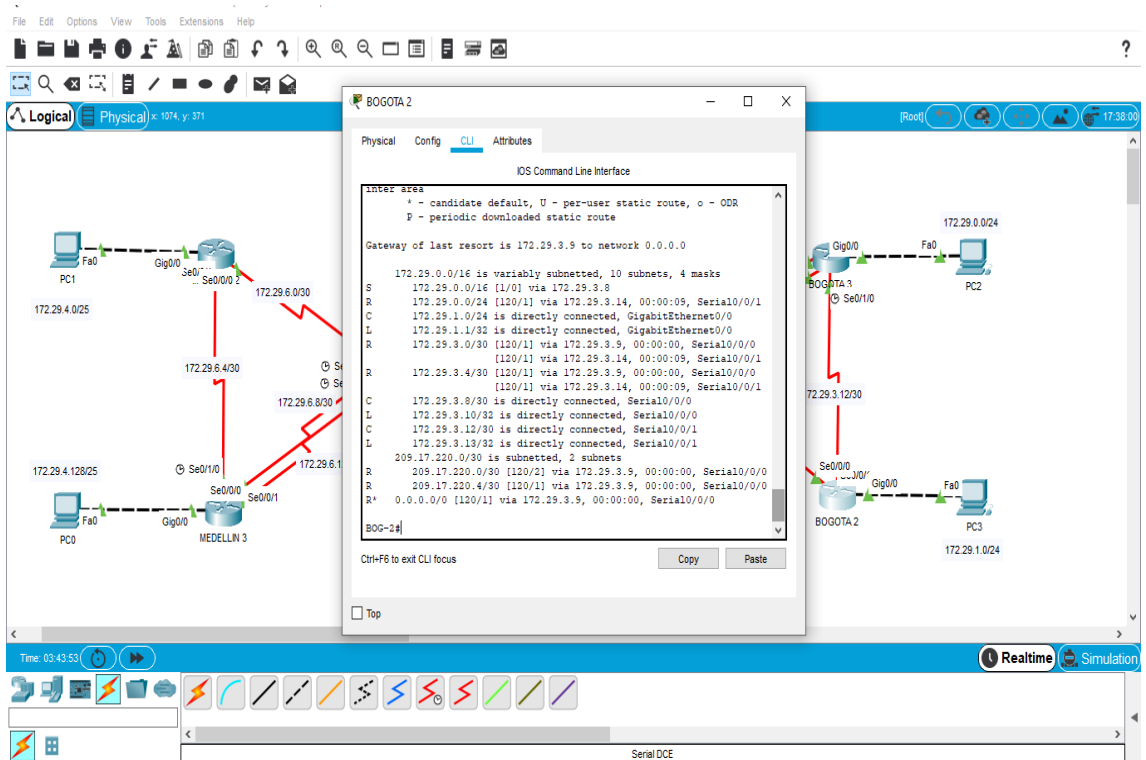 File Edit Options View Tools Extensions Help
?
Logical Physical x: 1074, y: 371
[Root] 17:38:00
BOGOTA 2
Physical Config CLI Attributes
IOS Command Line Interface
inter area
* - candidate default, U - per-user static route, o - ODR
P - periodic downloaded static route
Gateway of last resort is 172.29.3.9 to network 0.0.0.0
172.29.0.0/16 is variably subnetted, 10 subnets, 4 masks
S 172.29.0.0/16 [1/0] via 172.29.3.8
R 172.29.0.0/24 [120/1] via 172.29.3.14, 00:00:09, Serial0/0/1
C 172.29.1.0/24 is directly connected, GigabitEthernet0/0
L 172.29.1.1/32 is directly connected, GigabitEthernet0/0
R 172.29.3.0/30 [120/1] via 172.29.3.9, 00:00:00, Serial0/0/0
[120/1] via 172.29.3.14, 00:00:09, Serial0/0/1
R 172.29.3.4/30 [120/1] via 172.29.3.9, 00:00:00, Serial0/0/0
[120/1] via 172.29.3.14, 00:00:09, Serial0/0/1
C 172.29.3.8/30 is directly connected, Serial0/0/0
L 172.29.3.10/32 is directly connected, Serial0/0/0
C 172.29.3.12/30 is directly connected, Serial0/0/1
L 172.29.3.13/32 is directly connected, Serial0/0/1
209.17.220.0/30 is subnetted, 2 subnets
R 209.17.220.0/30 [120/2] via 172.29.3.9, 00:00:00, Serial0/0/0
R 209.17.220.4/30 [120/1] via 172.29.3.9, 00:00:00, Serial0/0/0
R* 0.0.0.0/0 [120/1] via 172.29.3.9, 00:00:00, Serial0/0/0
BOG-2#
Ctrl+F6 to exit CLI focus
Copy Paste
Top
Fa0
PC1
Gig0/0
Se0/0/0 2
172.29.4.0/25
172.29.6.0/30
172.29.6.4/30
Se
Se
172.29.6.8/30
172.29.6.1
172.29.4.128/25
Se0/1/0
Se0/0/0
Se0/0/1
Fa0
Gig0/0
PC0
MEDELLIN 3
172.29.0.0/24
Gig0/0
Fa0
BOGOTA 3
PC2
Se0/1/0
72.29.3.12/30
Se0/0/0
Gig0/0
Fa0
BOGOTA 2
PC3
172.29.1.0/24
Time: 03:43:53
Realtime Simulation
Serial DCE